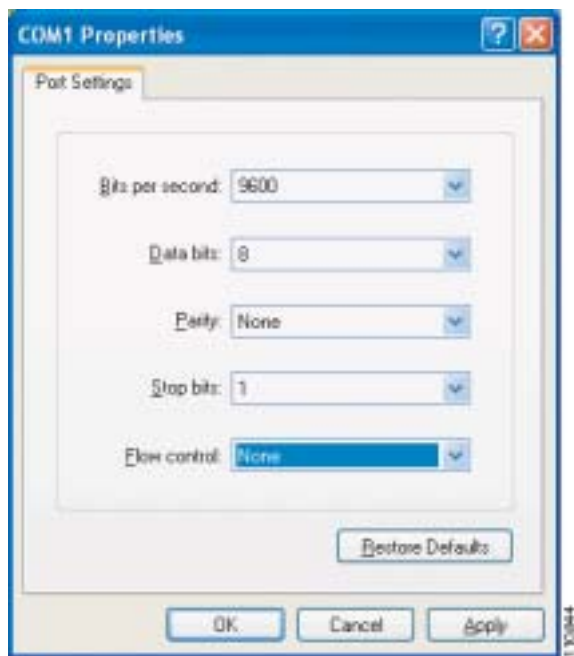 COM1 Properties
Port Settings
Bits per second: 9600
Data bits: 8
Parity: None
Stop bits: 1
Flow control: None
Restore Defaults
OK Cancel Apply